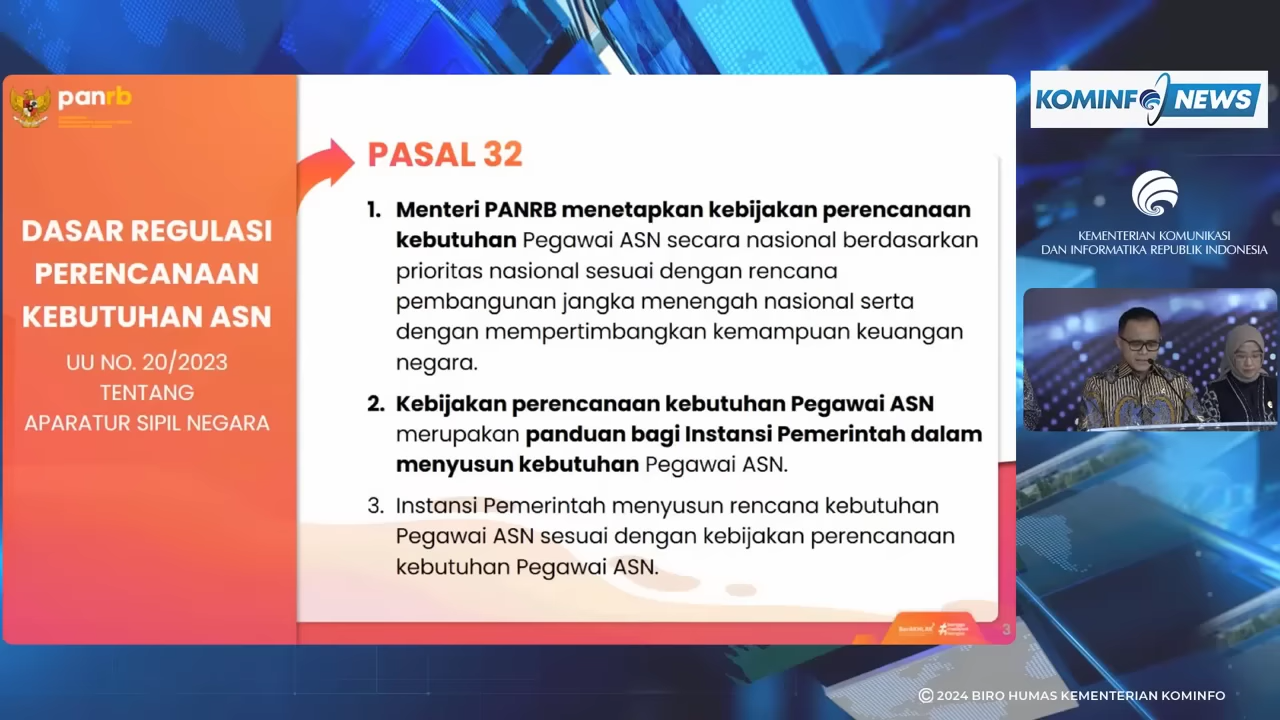 panrb
DASAR REGULASI
PERENCANAAN
KEBUTUHAN ASN
UU NO. 20/2023
TENTANG
APARATUR SIPIL NEGARA
PASAL 32
1. Menteri PANRB menetapkan kebijakan perencanaan
kebutuhan Pegawai ASN secara nasional berdasarkan
prioritas nasional sesuai dengan rencana
pembangunan jangka menengah nasional serta
dengan mempertimbangkan kemampuan keuangan
negara.
2. Kebijakan perencanaan kebutuhan Pegawai ASN
merupakan panduan bagi Instansi Pemerintah dalam
menyusun kebutuhan Pegawai ASN.
3. Instansi Pemerintah menyusun rencana kebutuhan
Pegawai ASN sesuai dengan kebijakan perencanaan
kebutuhan Pegawai ASN.
3
KOMINFO NEWS
KEMENTERIAN KOMUNIKASI
DAN INFORMATIKA REPUBLIK INDONESIA
© 2024 BIRO HUMAS KEMENTERIAN KOMINFO